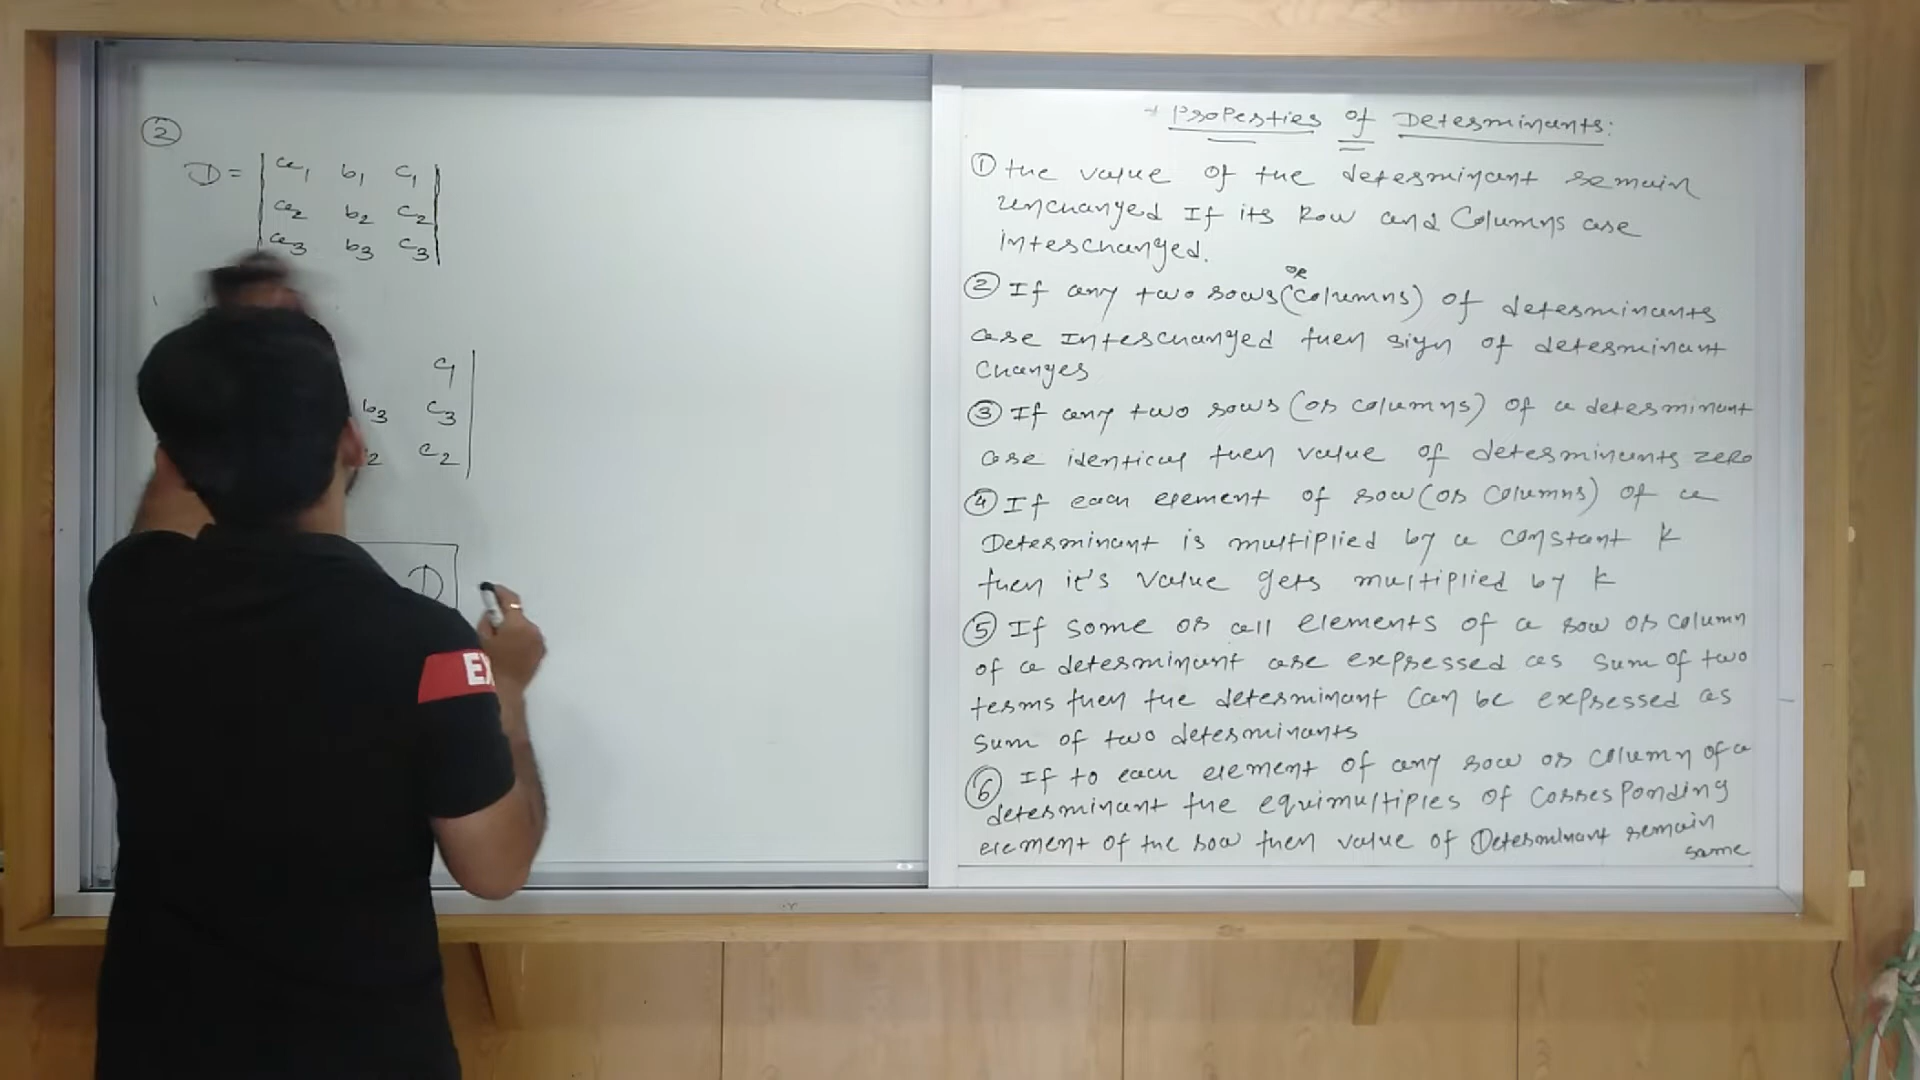 ②
D = | a₁ b₁ c₁ |
a₂ b₂ c₂
a₃ b₃ c₃
c₁
b₃ c₃
2 c₂
D
EX
Properties of Determinants:
① the value of the determinant remain
unchanged If its Row and Columns are
interchanged.
② If any two rows (or columns) of determinants
are Interchanged then sign of determinant
Changes
③ If any two rows (or columns) of a determinant
are identical then value of determinants zero
④ If each element of row (or Columns) of a
Determinant is multiplied by a constant k
then it's value gets multiplied by k
⑤ If some or all elements of a row or column
of a determinant are expressed as sum of two
terms then the determinant Can be expressed as
sum of two determinants
⑥ If to each element of any row or column of a
determinant the equimultiples of Corresponding
element of the row then value of Determinant remain
same